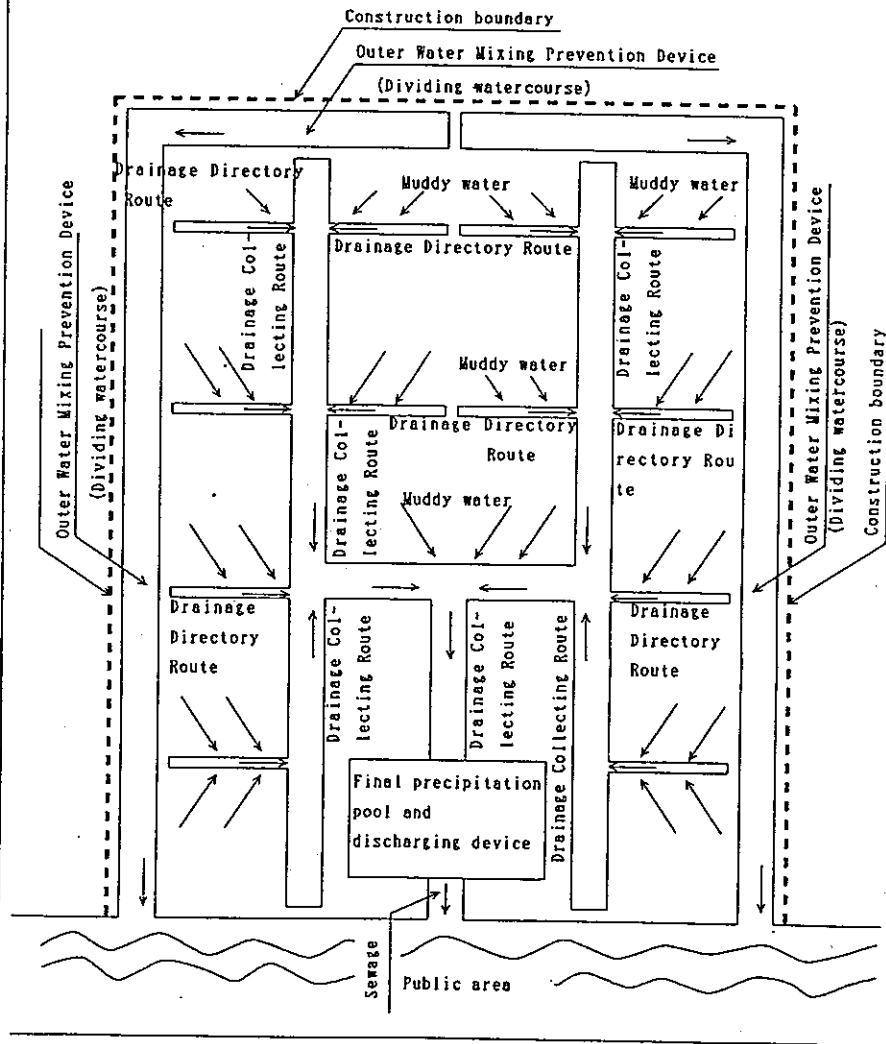 Construction boundary
Outer Water Mixing Prevention Device
(Dividing watercourse)
Drainage Directory
Route
Muddy water
Muddy water
Drainage Directory Route
Drainage Col-
lecting Route
Drainage Col-
lecting Route
Outer Water Mixing Prevention Device
(Dividing watercourse)
Outer Water Mixing Prevention Device
(Dividing watercourse)
Construction boundary
Muddy water
Drainage Directory
Route
Drainage Di
rectory Rou
te
Drainage Col-
lecting Route
Muddy water
Drainage
Directory
Route
Drainage
Directory
Route
Drainage Col-
lecting Route
Drainage Col-
lecting Route
Drainage Collecting Route
Final precipitation
pool and
discharging device
Sewage
Public area